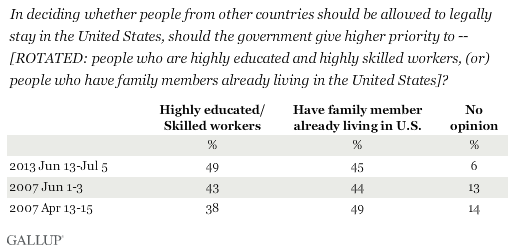 In deciding whether people from other countries should be allowed to legally
stay in the United States, should the government give higher priority to --
[ROTATED: people who are highly educated and highly skilled workers, (or)
people who have family members already living in the United States]?
Highly educated/ Have family member No
Skilled workers already living in U.S. opinion
% % %
2013 Jun 13-Jul 5 49 45 6
2007 Jun 1-3 43 44 13
2007 Apr 13-15 38 49 14
GALLUP®